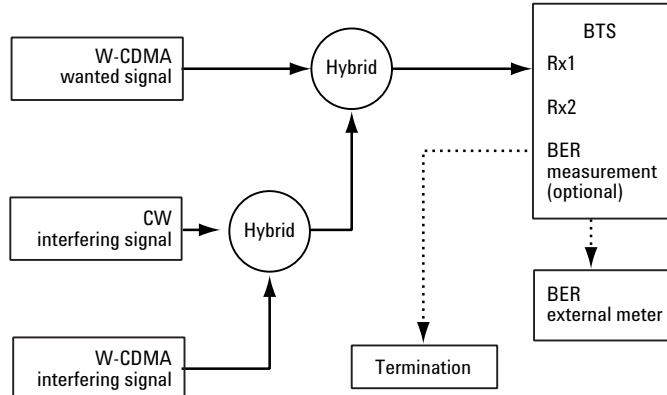 W-CDMA
wanted signal
Hybrid
BTS
Rx1
Rx2
BER
measurement
(optional)
CW
interfering signal
Hybrid
BER
external meter
W-CDMA
interfering signal
Termination